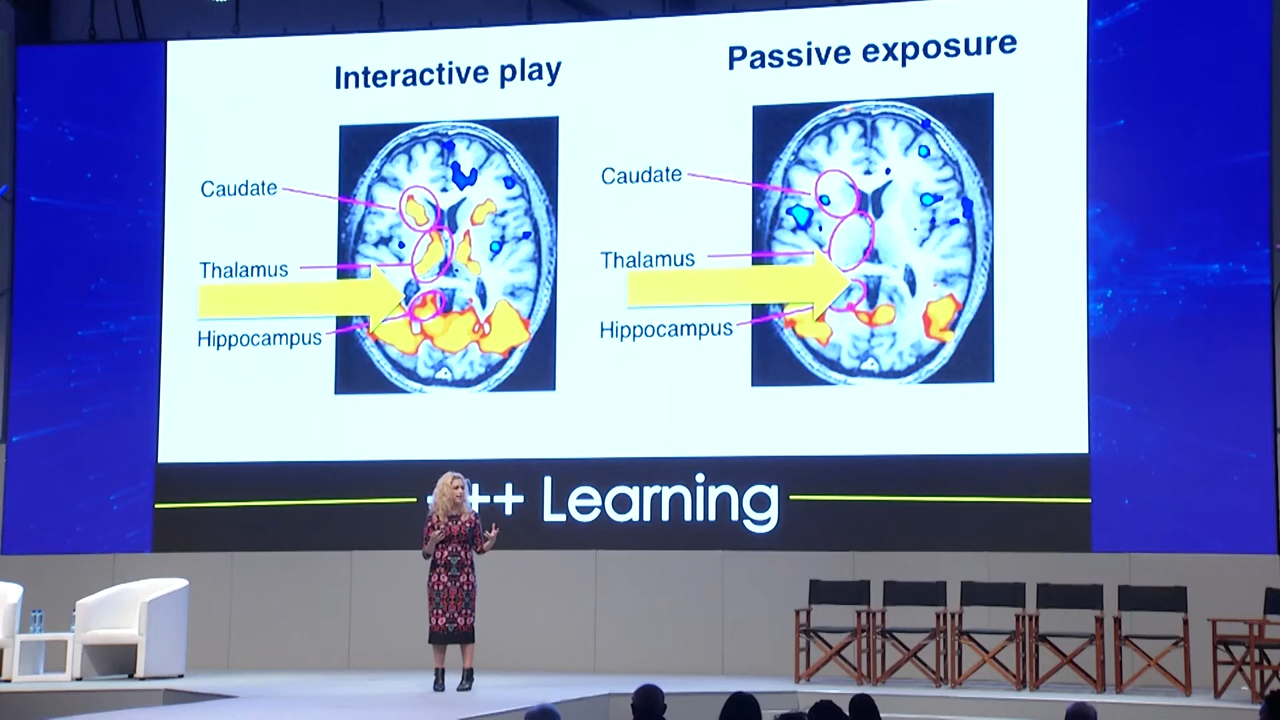 Interactive play
Passive exposure
Caudate
Thalamus
Hippocampus
Caudate
Thalamus
Hippocampus
++ Learning